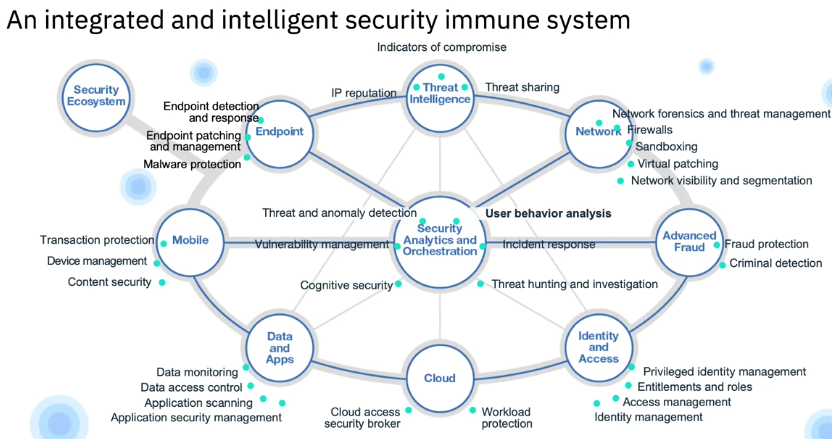 An integrated and intelligent security immune system
Indicators of compromise
Security
Ecosystem
Threat
Intelligence
IP reputation
Threat sharing
Endpoint detection
and response
Endpoint
Endpoint patching
and management
Malware protection
Network
Network forensics and threat management
Firewalls
Sandboxing
Virtual patching
Network visibility and segmentation
Threat and anomaly detection
User behavior analysis
Security
Analytics and
Orchestration
Vulnerability management
Incident response
Cognitive security
Threat hunting and investigation
Mobile
Transaction protection
Device management
Content security
Advanced
Fraud
Fraud protection
Criminal detection
Data
and
Apps
Data monitoring
Data access control
Application scanning
Application security management
Cloud
Cloud access
security broker
Workload
protection
Identity
and
Access
Privileged identity management
Entitlements and roles
Access management
Identity management